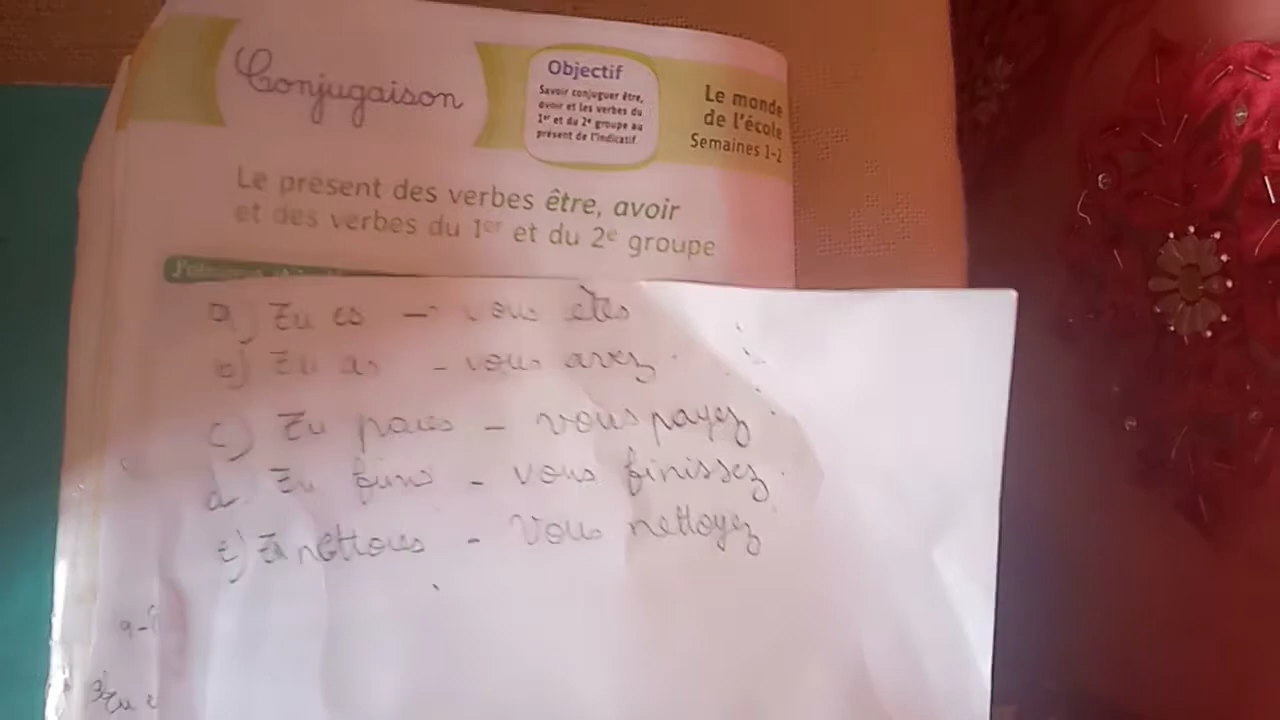 Conjugaison
Objectif
Savoir conjuguer être,
avoir et les verbes du
1er et du 2e groupe au
présent de l'indicatif.
Le monde
de l'école
Semaines 1-2
Le présent des verbes être, avoir
et des verbes du 1er et du 2e groupe
a) Tu es - vous êtes
b) Tu as - vous avez.
c) Tu paies - vous payez.
d Tu finis - vous finissez.
e) Tu nettoies - Vous nettoyez